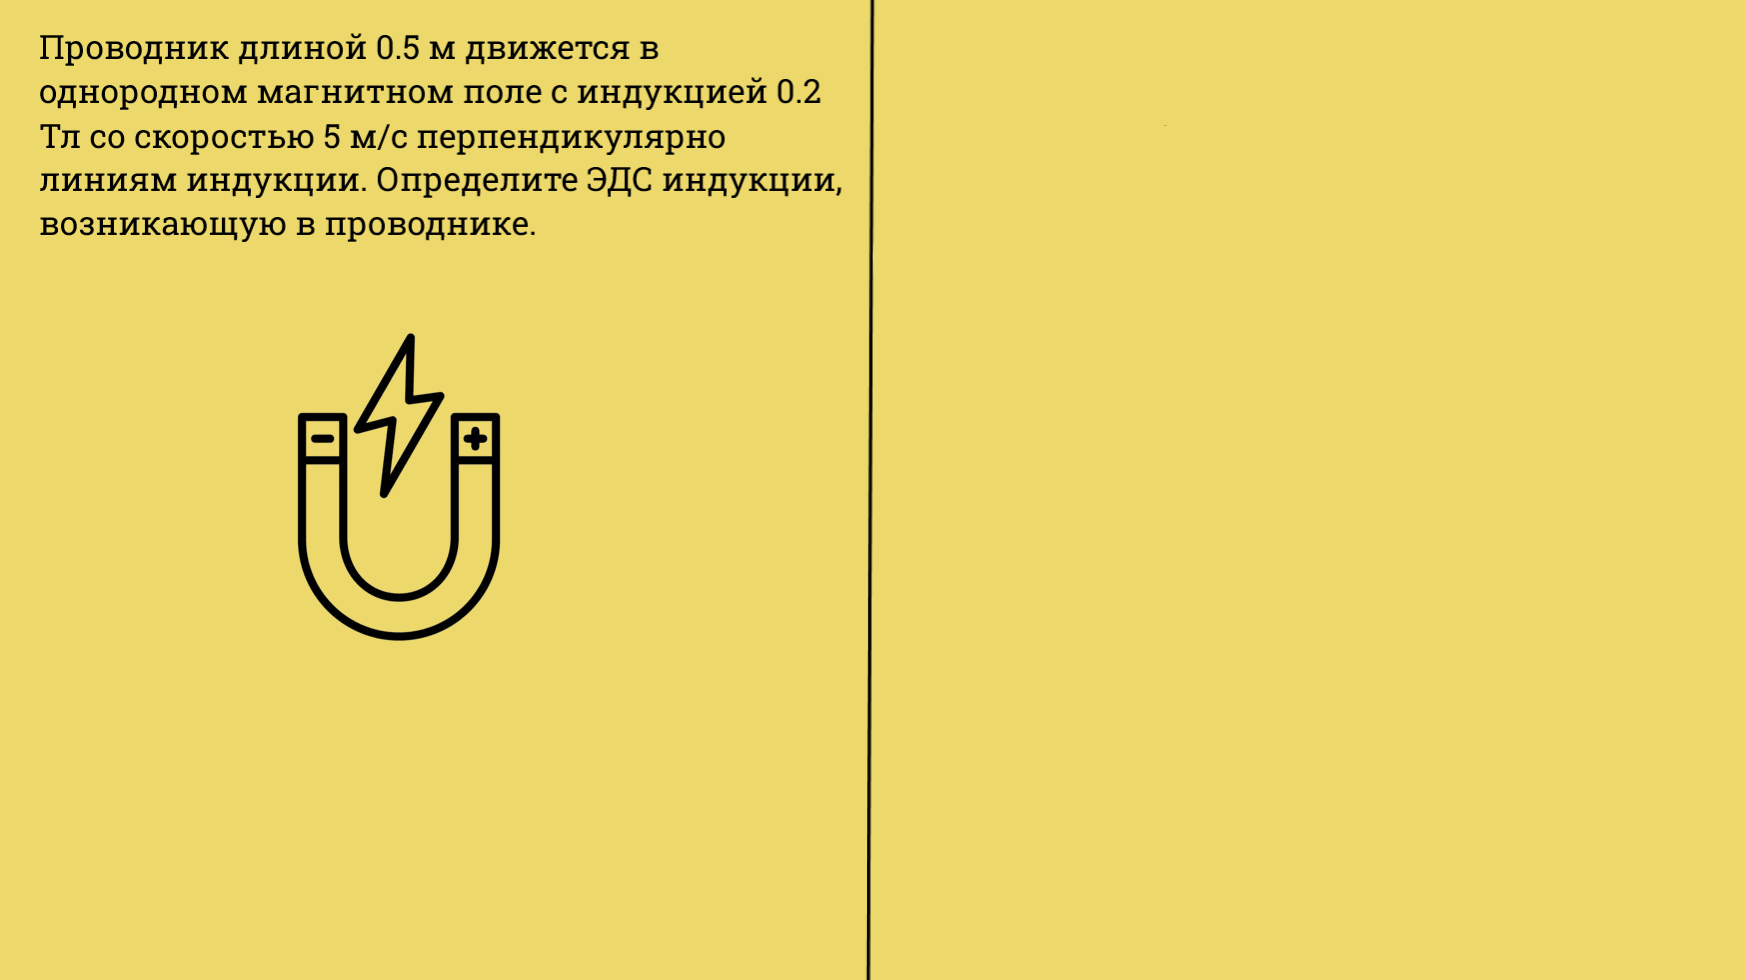 Проводник длиной 0.5 м движется в
однородном магнитном поле с индукцией 0.2
Тл со скоростью 5 м/с перпендикулярно
линиям индукции. Определите ЭДС индукции,
возникающую в проводнике.